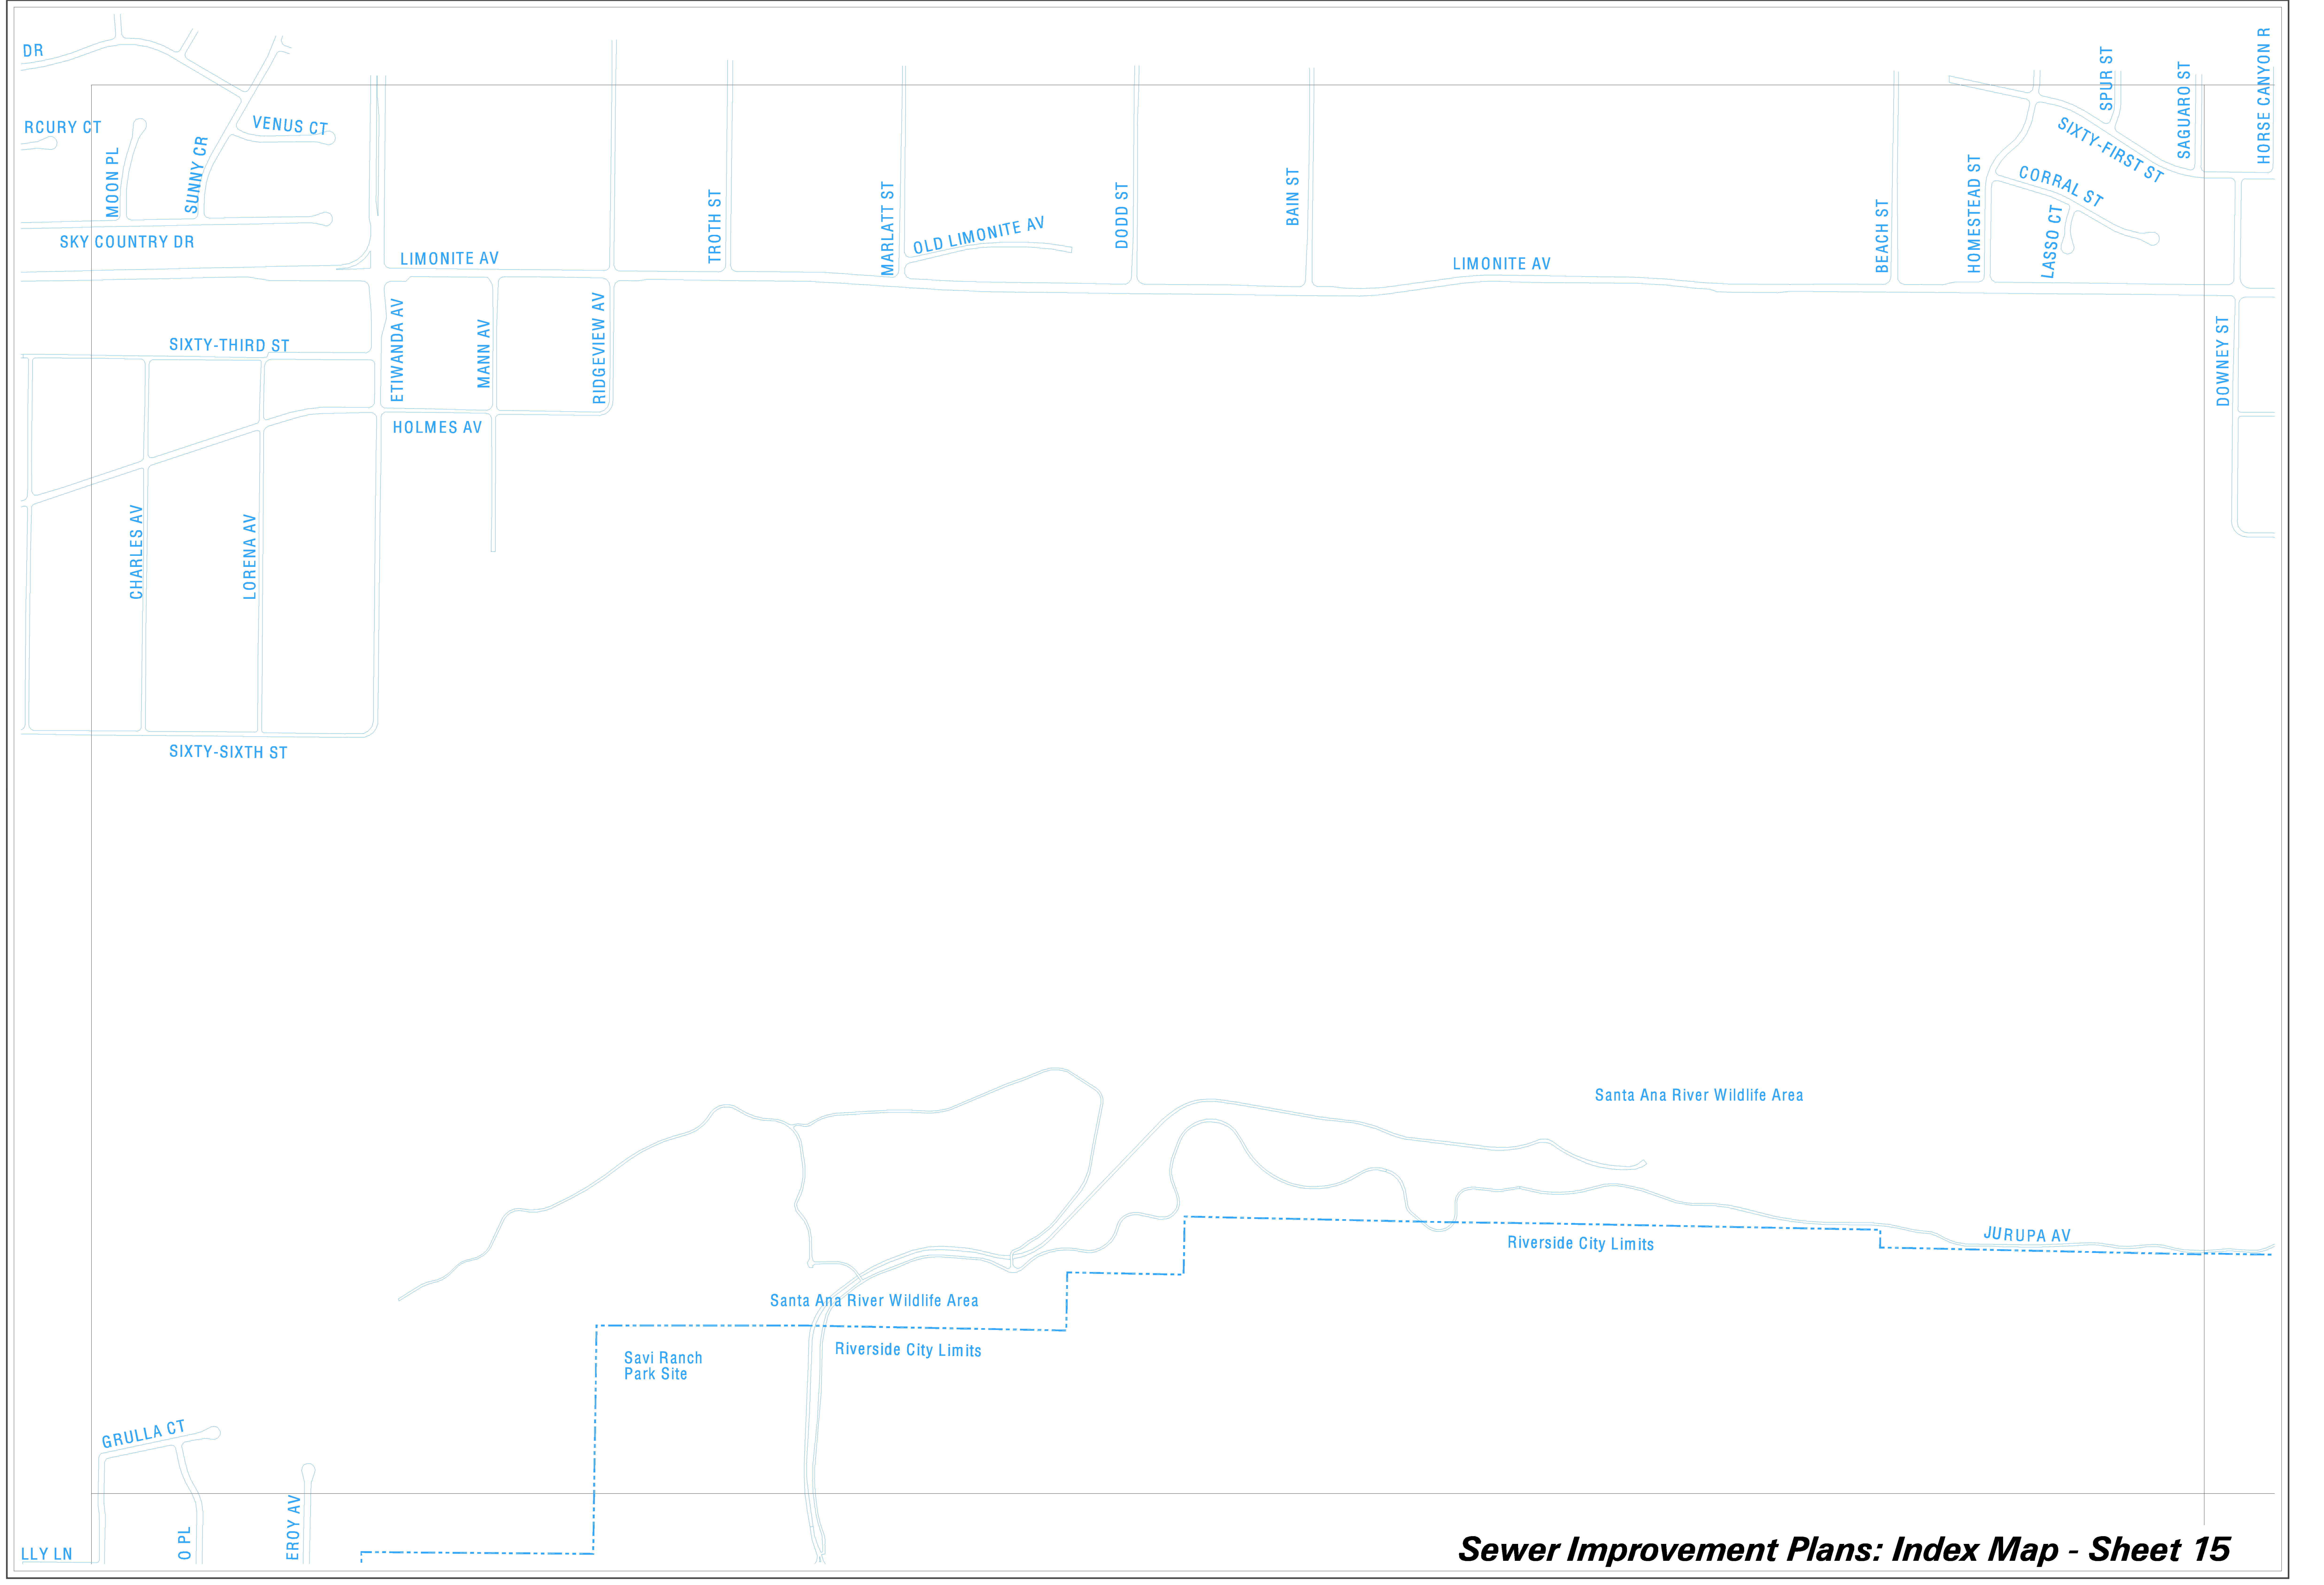 DR
SPUR ST
SAGUARO ST
HORSE CANYON R
RCURY CT
VENUS CT
MOON PL
SUNNY CR
SIXTY-FIRST ST
CORRAL ST
TROTH ST
MARLATT ST
DODD ST
BAIN ST
BEACH ST
HOMESTEAD ST
LASSO CT
SKY COUNTRY DR
OLD LIMONITE AV
LIMONITE AV
LIMONITE AV
SIXTY-THIRD ST
ETIWANDA AV
MANN AV
RIDGEVIEW AV
DOWNEY ST
HOLMES AV
CHARLES AV
LORENA AV
SIXTY-SIXTH ST
Santa Ana River Wildlife Area
JURUPA AV
Riverside City Limits
Santa Ana River Wildlife Area
Riverside City Limits
Savi Ranch
Park Site
GRULLA CT
EROY AV
O PL
LLY LN
Sewer Improvement Plans: Index Map - Sheet 15